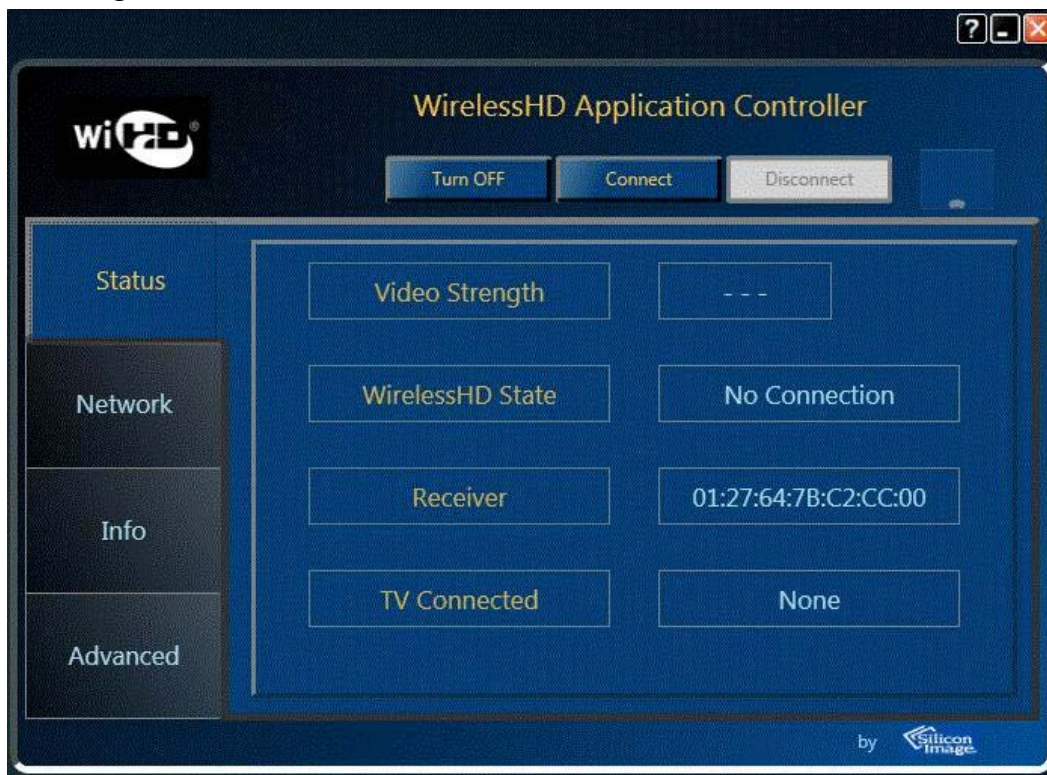 ?
WiHD®
WirelessHD Application Controller
Turn OFF Connect Disconnect
Status
Video Strength - - -
Network
WirelessHD State No Connection
Receiver 01:27:64:7B:C2:CC:00
Info
TV Connected None
Advanced
by Silicon Image